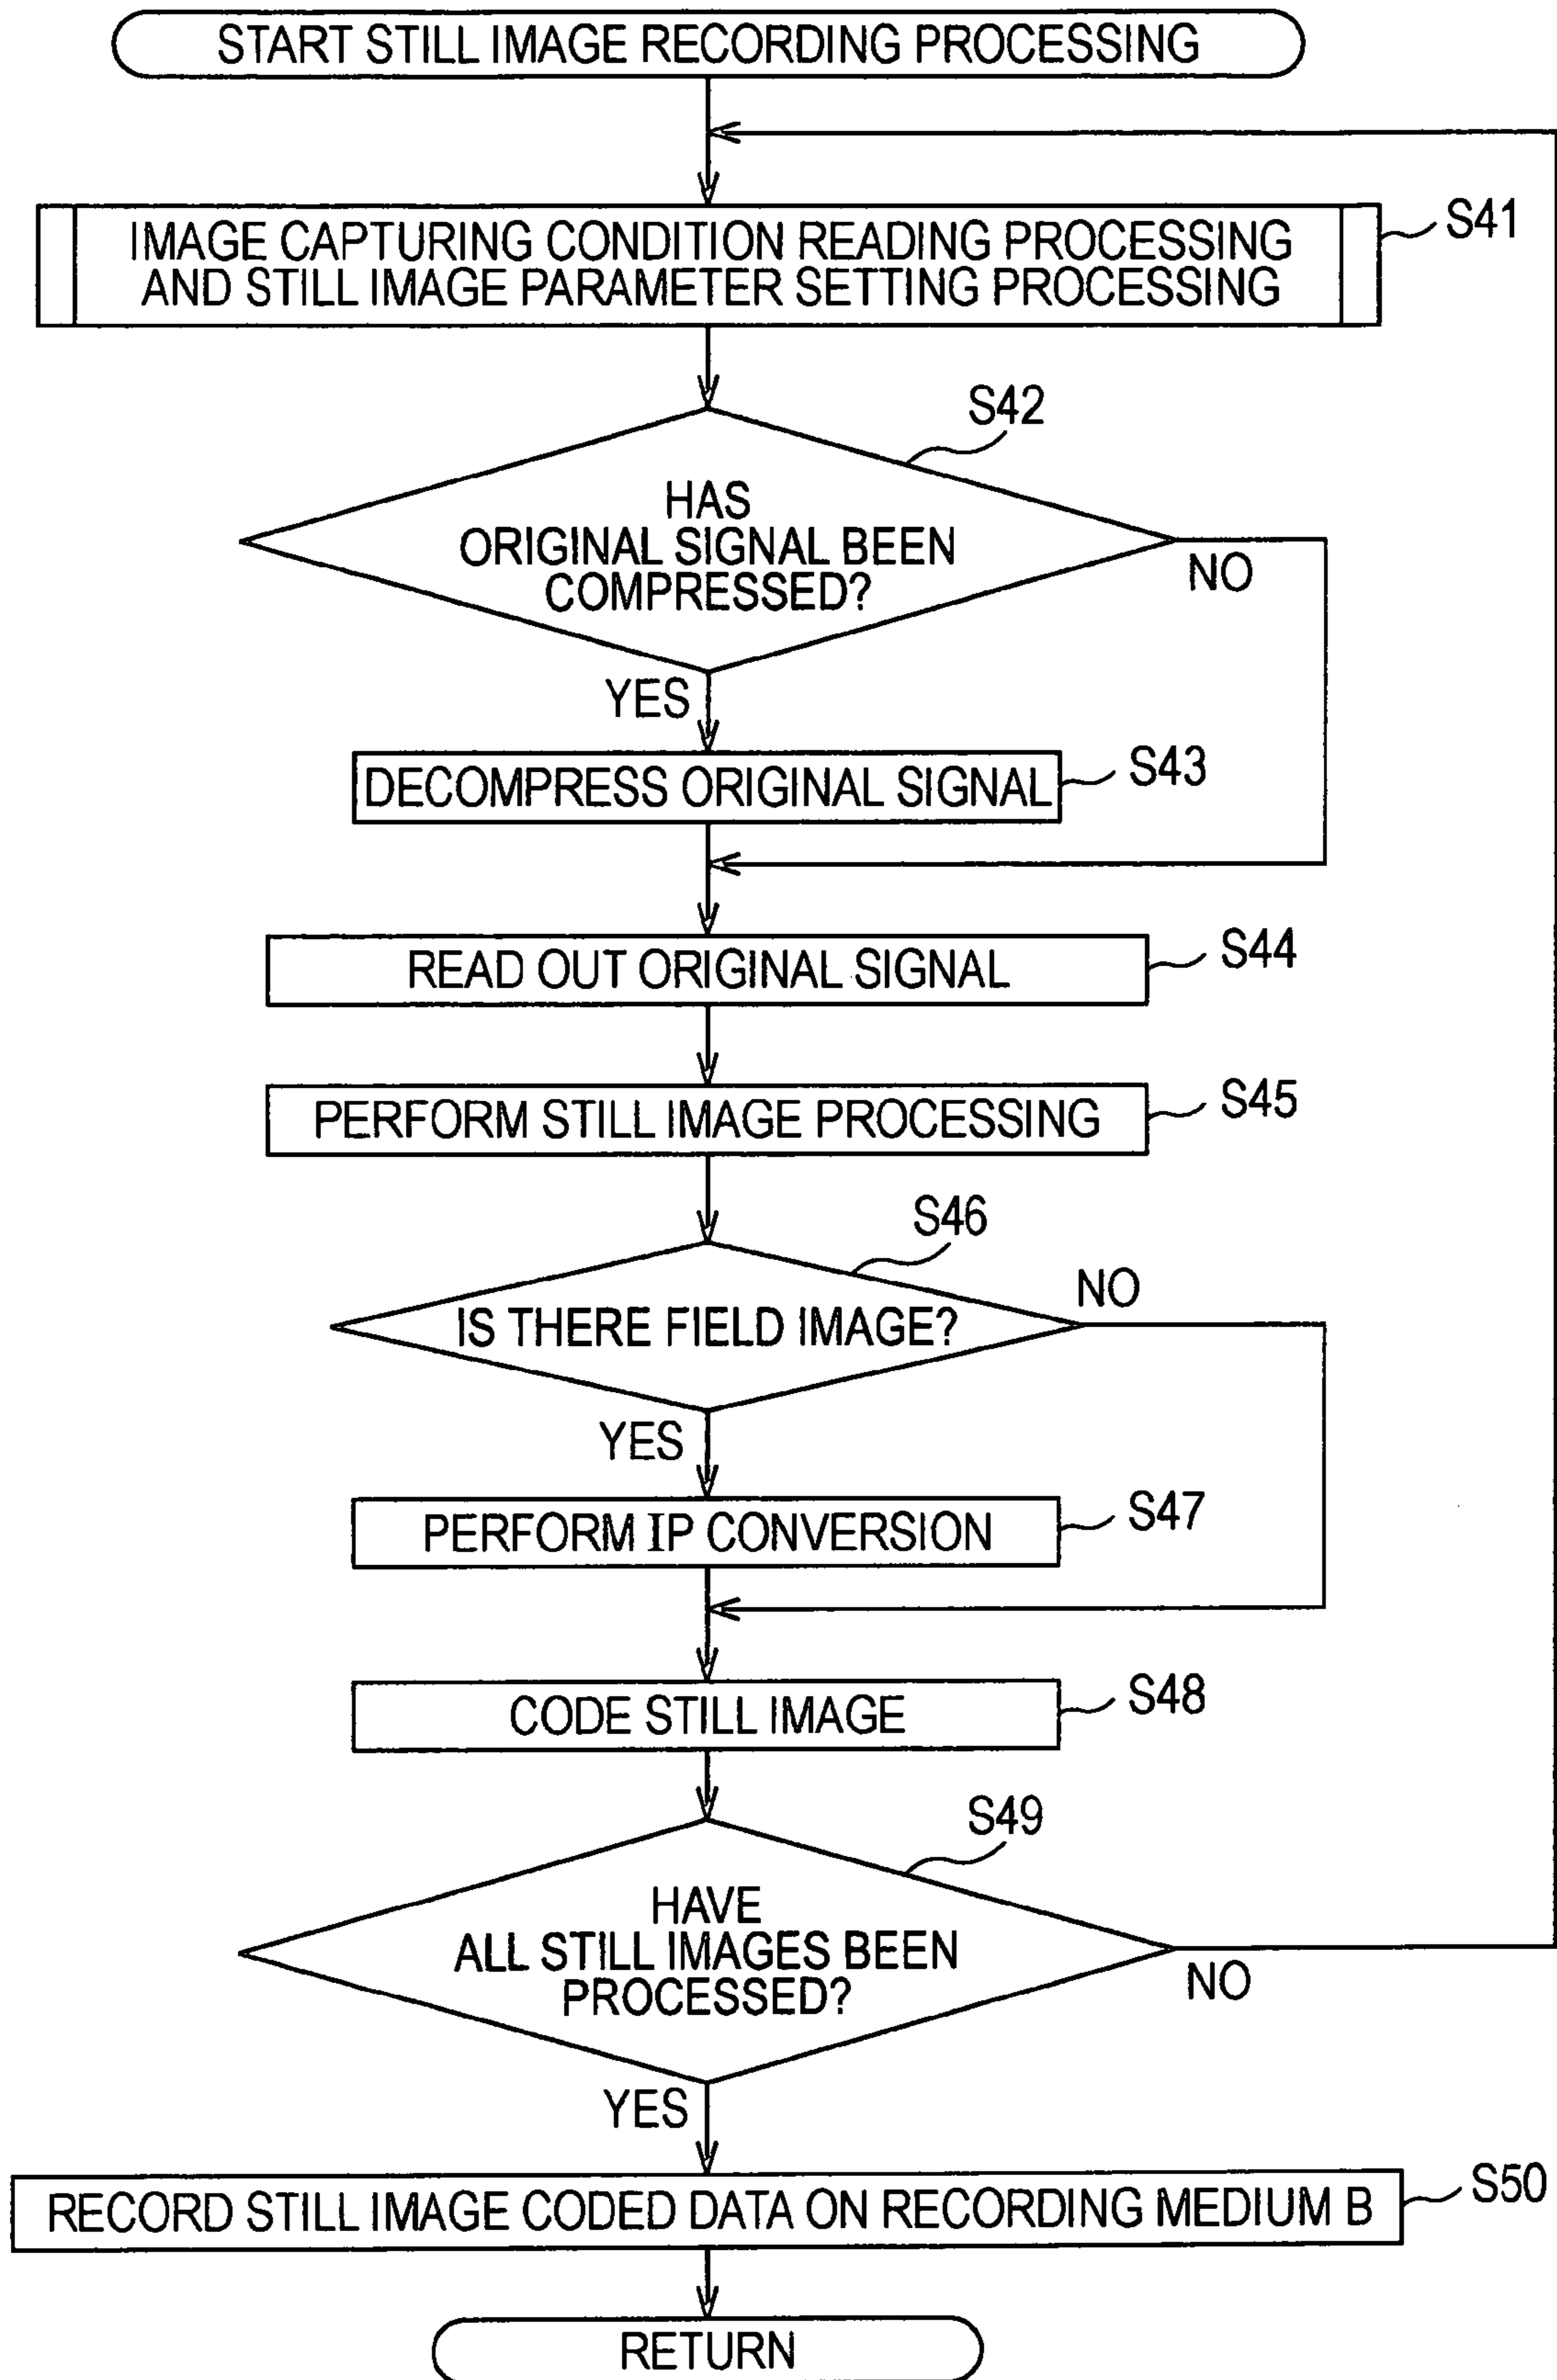 START STILL IMAGE RECORDING PROCESSING
IMAGE CAPTURING CONDITION READING PROCESSING
AND STILL IMAGE PARAMETER SETTING PROCESSING
S41
S42
HAS
ORIGINAL SIGNAL BEEN
COMPRESSED?
NO
YES
DECOMPRESS ORIGINAL SIGNAL
S43
READ OUT ORIGINAL SIGNAL
S44
PERFORM STILL IMAGE PROCESSING
S45
S46
IS THERE FIELD IMAGE?
NO
YES
PERFORM IP CONVERSION
S47
CODE STILL IMAGE
S48
S49
HAVE
ALL STILL IMAGES BEEN
PROCESSED?
NO
YES
RECORD STILL IMAGE CODED DATA ON RECORDING MEDIUM B
S50
RETURN